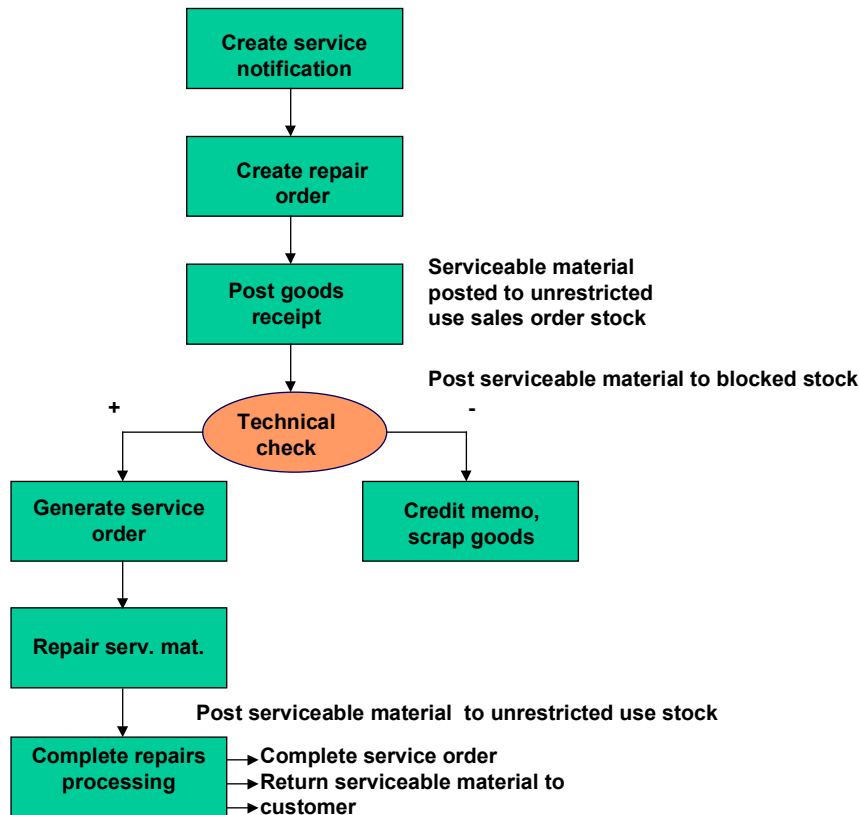 Create service
notification
Create repair
order
Post goods
receipt
Serviceable material
posted to unrestricted
use sales order stock
Post serviceable material to blocked stock
+
-
Technical
check
Generate service
order
Credit memo,
scrap goods
Repair serv. mat.
Post serviceable material to unrestricted use stock
Complete repairs
processing
Complete service order
Return serviceable material to
customer